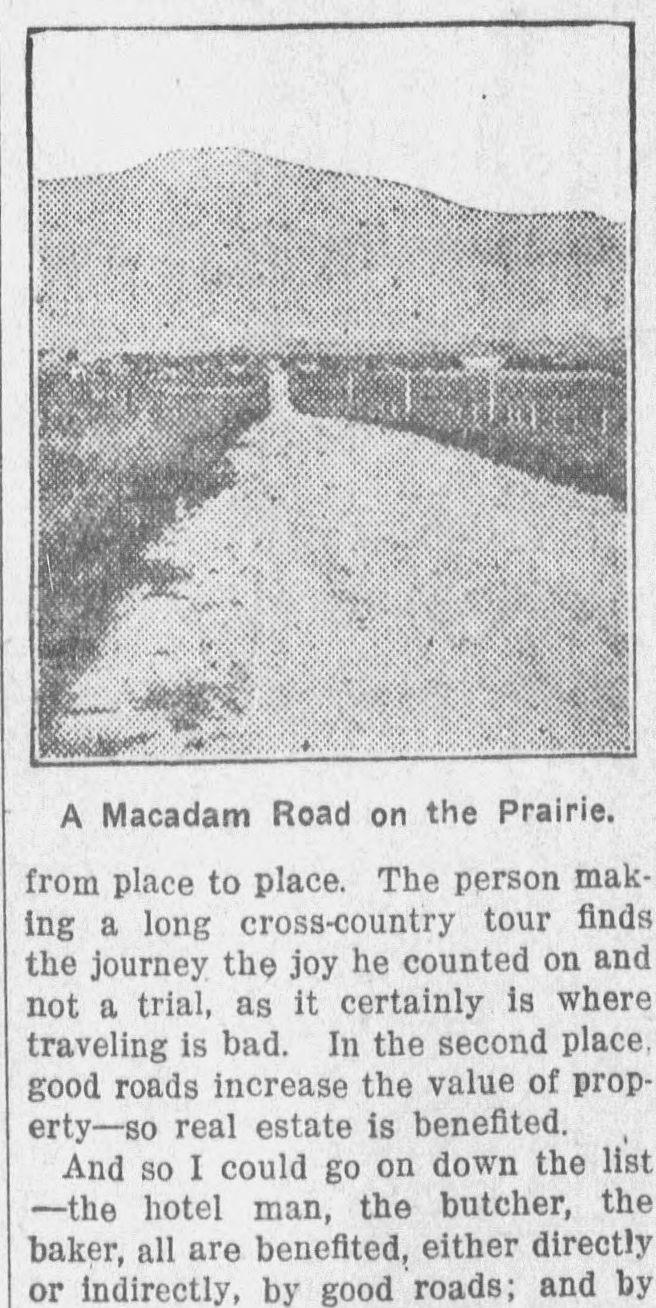 A Macadam Road on the Prairie.
from place to place. The person mak-
ing a long cross-country tour finds
the journey the joy he counted on and
not a trial, as it certainly is where
traveling is bad. In the second place.
good roads increase the value of prop-
erty—so real estate is benefited.
And so I could go on down the list
—the hotel man, the butcher, the
baker, all are benefited, either directly
or indirectly, by good roads; and by